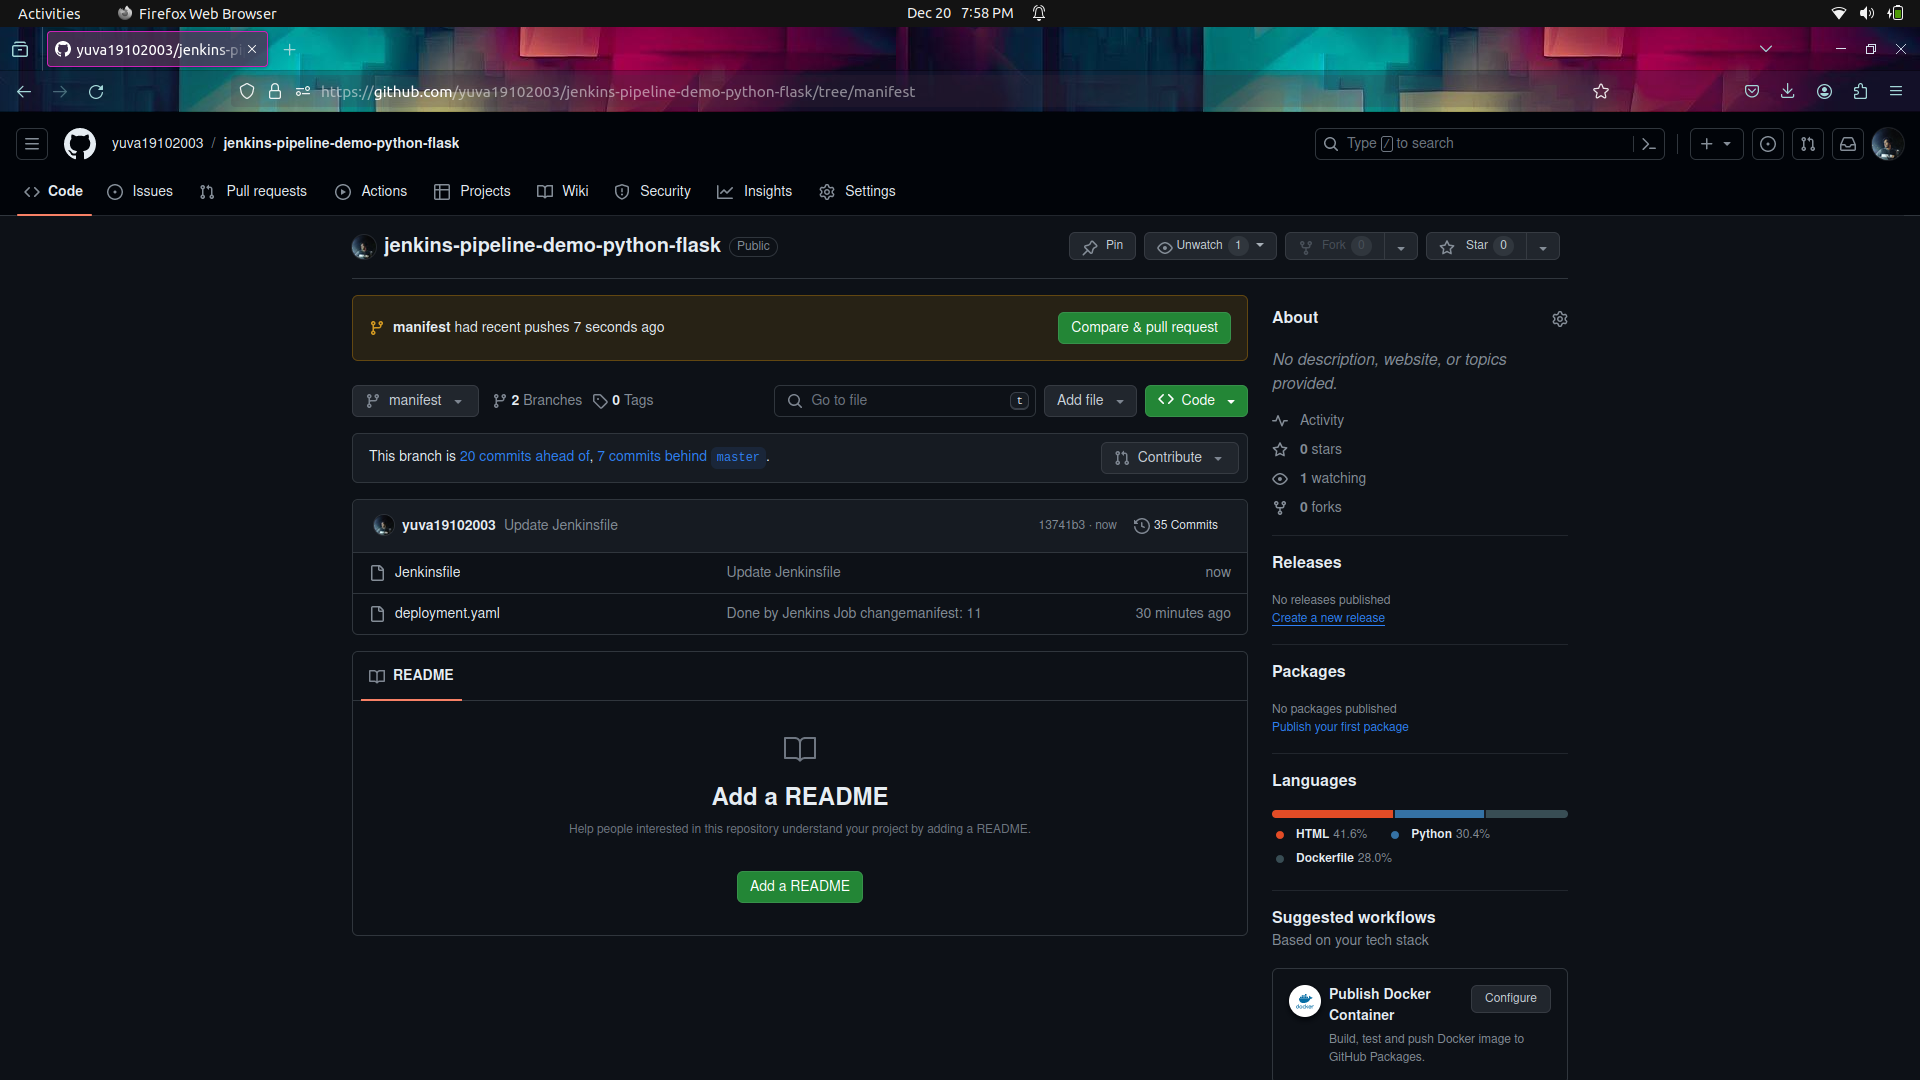 Activities Firefox Web Browser Dec 20 7:58 PM
yuva19102003/jenkins-pi
https://github.com/yuva19102003/jenkins-pipeline-demo-python-flask/tree/manifest
yuva19102003 / jenkins-pipeline-demo-python-flask Type / to search
Code Issues Pull requests Actions Projects Wiki Security Insights Settings
jenkins-pipeline-demo-python-flask Public Pin Unwatch 1 Fork 0 Star 0
manifest had recent pushes 7 seconds ago Compare & pull request
manifest 2 Branches 0 Tags Go to file t Add file Code
This branch is 20 commits ahead of, 7 commits behind master. Contribute
yuva19102003 Update Jenkinsfile 13741b3 · now 35 Commits
Jenkinsfile Update Jenkinsfile now
deployment.yaml Done by Jenkins Job changemanifest: 11 30 minutes ago
README
Add a README
Help people interested in this repository understand your project by adding a README.
Add a README
About
No description, website, or topics
provided.
Activity
0 stars
1 watching
0 forks
Releases
No releases published
Create a new release
Packages
No packages published
Publish your first package
Languages
HTML 41.6% Python 30.4%
Dockerfile 28.0%
Suggested workflows
Based on your tech stack
docker
Publish Docker
Container
Configure
Build, test and push Docker image to
GitHub Packages.